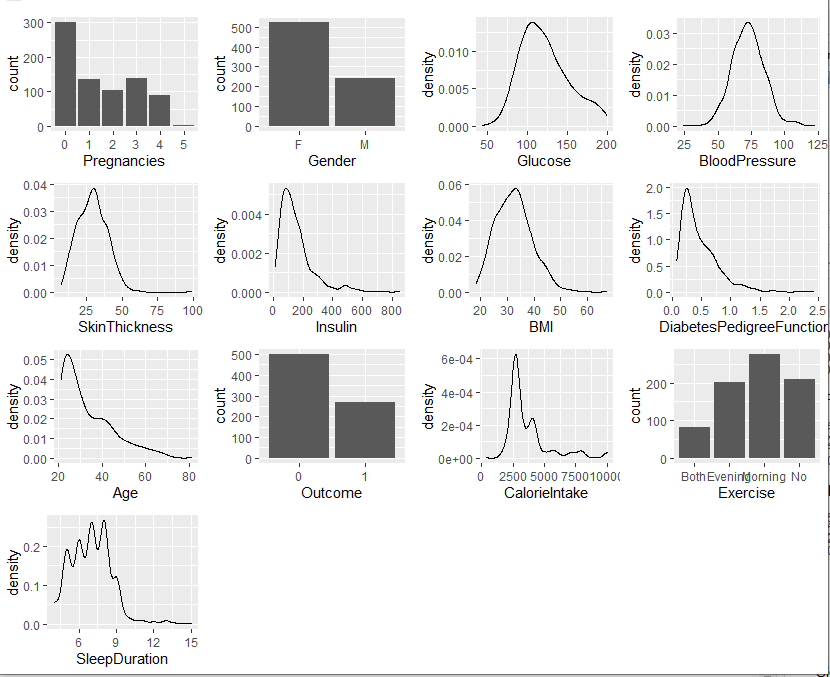 300
200
100
0
count
0 1 2 3 4 5
Pregnancies
500
400
300
200
100
0
count
F M
Gender
0.010
0.005
0.000
density
50 100 150 200
Glucose
0.03
0.02
0.01
0.00
density
25 50 75 100 125
BloodPressure
0.04
0.03
0.02
0.01
0.00
density
25 50 75 100
SkinThickness
0.004
0.002
0.000
density
0 200 400 600 800
Insulin
0.06
0.04
0.02
0.00
density
20 30 40 50 60
BMI
2.0
1.5
1.0
0.5
0.0
density
0.0 0.5 1.0 1.5 2.0 2.5
DiabetesPedigreeFunction
0.05
0.04
0.03
0.02
0.01
0.00
density
20 40 60 80
Age
500
400
300
200
100
0
count
0 1
Outcome
6e-04
4e-04
2e-04
0e+00
density
0 2500 5000 7500 10000
CalorieIntake
200
100
0
count
Both Evening Morning No
Exercise
0.2
0.1
0.0
density
6 9 12 15
SleepDuration